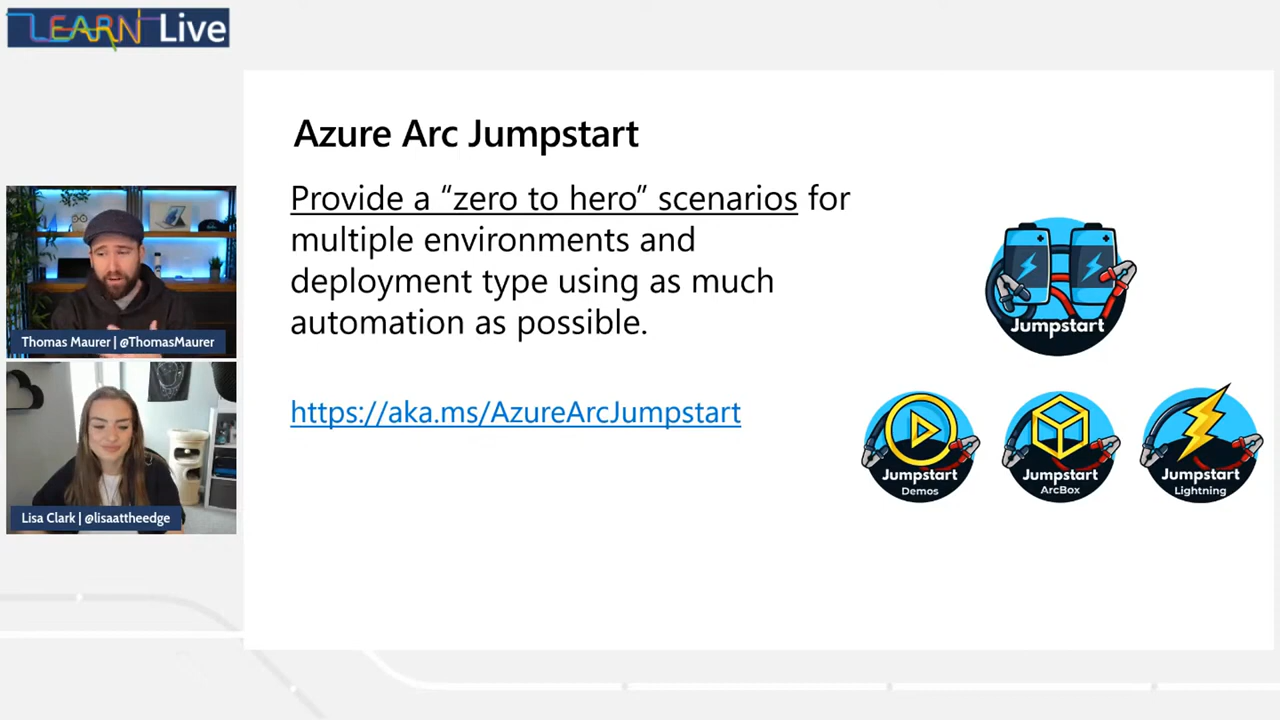 LEARN Live
Azure Arc Jumpstart
Provide a “zero to hero” scenarios for
multiple environments and
deployment type using as much
automation as possible.
https://aka.ms/AzureArcJumpstart
Jumpstart
Jumpstart
Demos
Jumpstart
ArcBox
Jumpstart
Lightning
Thomas Maurer | @ThomasMaurer
Lisa Clark | @lisaattheedge